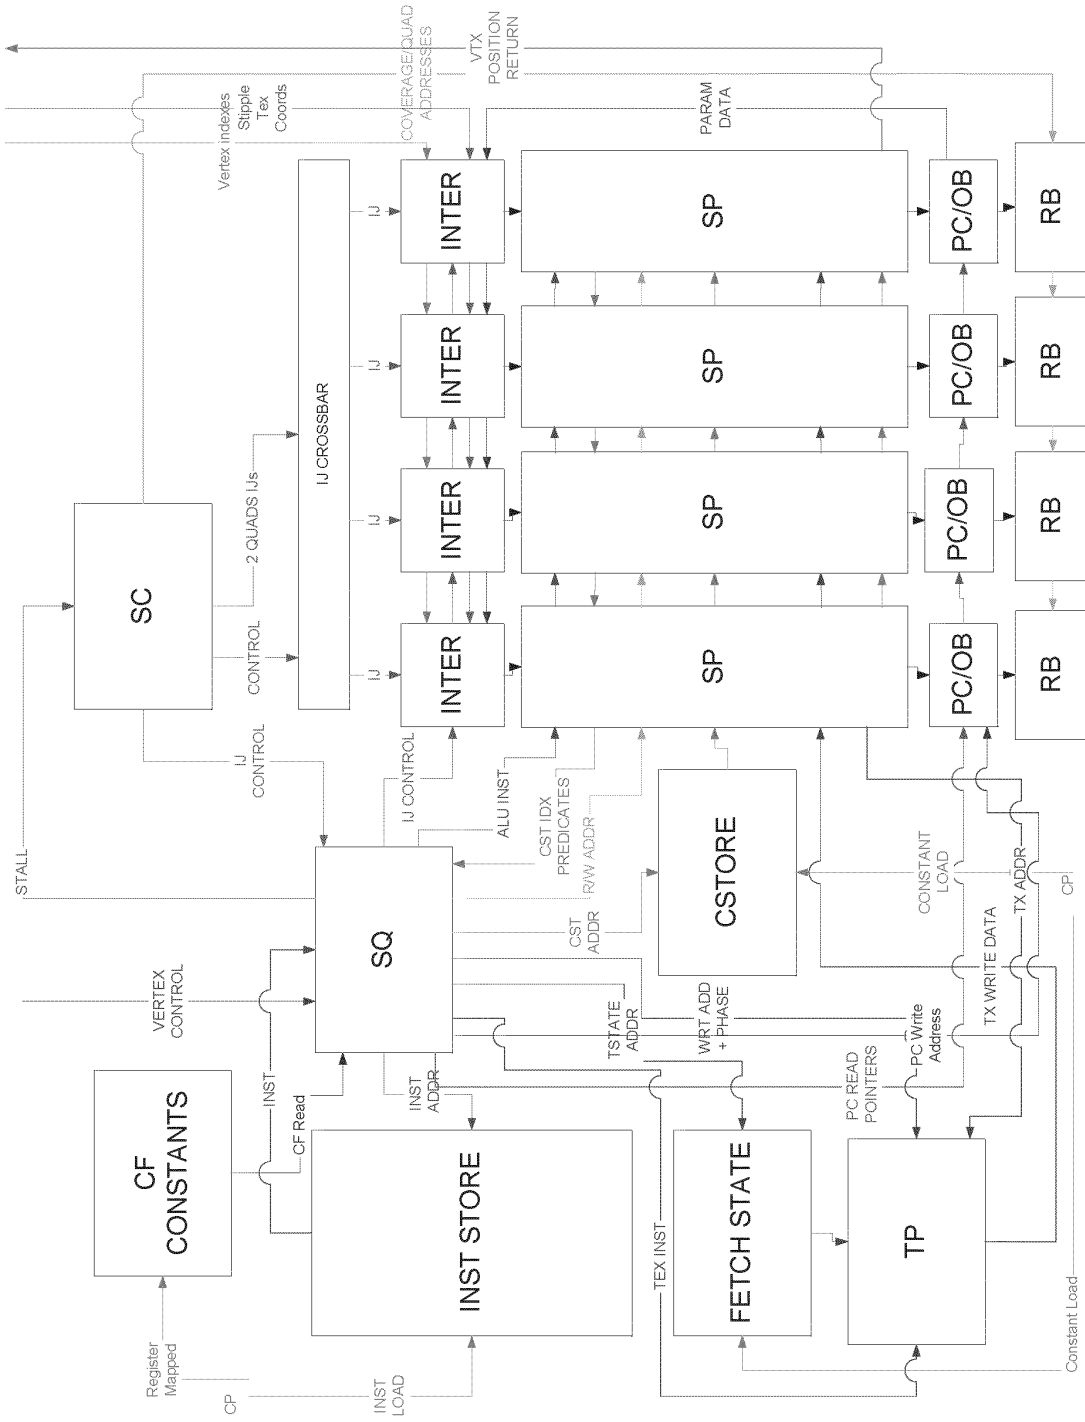 Register
Mapped
CP
INST
LOAD
CF
CONSTANTS
CF Read
INST
VERTEX
CONTROL
STALL
INST STORE
INST
ADDR
SQ
FETCH STATE
TEX INST
TSTATE
ADDR
WRT ADD
+ PHASE
TP
PC READ
POINTERS
PC Write
Address
TX WRITE DATA
TX ADDR
Constant Load
CP
CONSTANT
LOAD
CSTORE
CST
ADDR
R/W ADDR
CST IDX
PREDICATES
ALU INST
IJ CONTROL
IJ
CONTROL
SC
CONTROL
2 QUADS IJs
IJ CROSSBAR
IJ
IJ
IJ
IJ
INTER
INTER
INTER
INTER
SP
SP
SP
SP
PC/OB
PC/OB
PC/OB
PC/OB
RB
RB
RB
RB
Vertex indexes
Stipple
Tex
Coords
COVERAGE/QUAD
ADDRESSES
VTX
POSITION
RETURN
PARAM
DATA